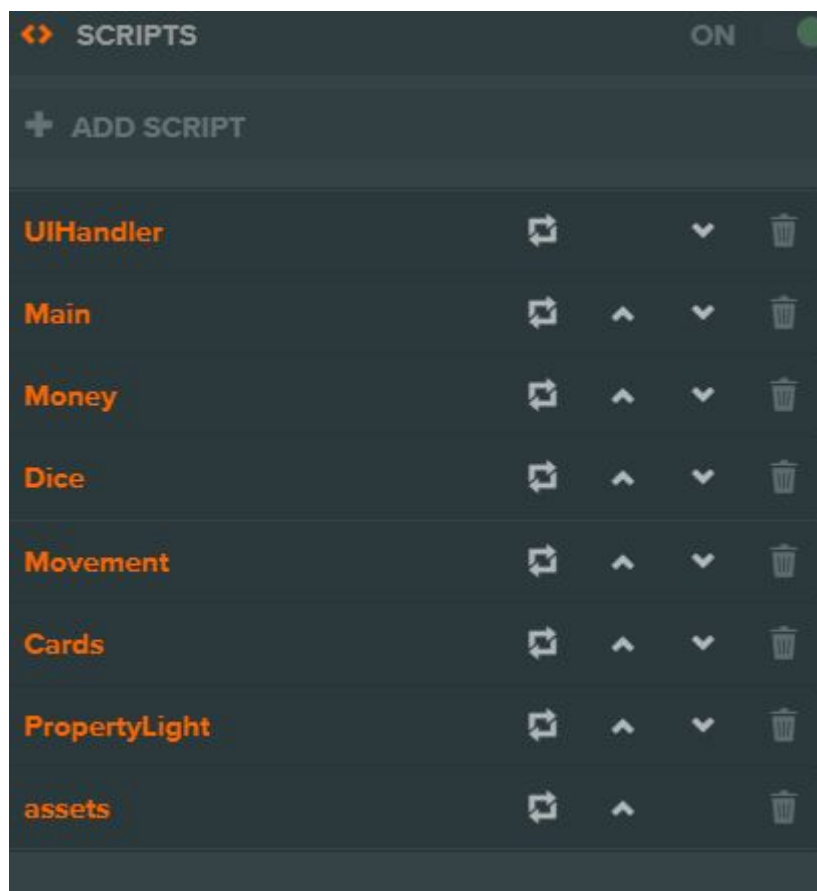 SCRIPTS ON
ADD SCRIPT
UIHandler
Main
Money
Dice
Movement
Cards
PropertyLight
assets